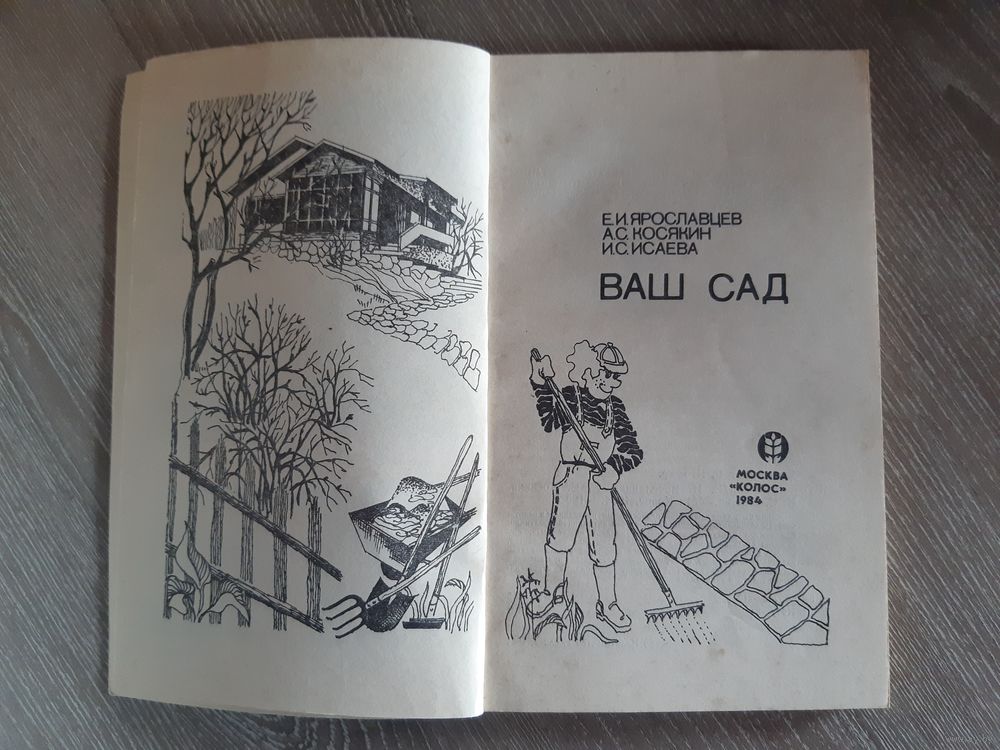 Е.И.ЯРОСЛАВЦЕВ
А.С.КОСЯКИН
И.С.ИСАЕВА
ВАШ САД
МОСКВА
«КОЛОС»
1984